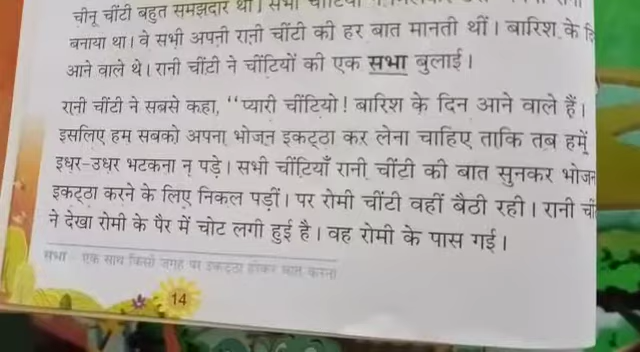 चीनू चींटी बहुत समझदार थी। सभी चींटियों ने मिलकर उसे
बनाया था। वे सभी अपनी रानी चींटी की हर बात मानती थीं। बारिश के
आने वाले थे। रानी चींटी ने चींटियों की एक सभा बुलाई।
रानी चींटी ने सबसे कहा, “प्यारी चींटियो! बारिश के दिन आने वाले हैं।
इसलिए हम सबको अपना भोजन इकट्ठा कर लेना चाहिए ताकि तब हमें
इधर-उधर भटकना न पड़े। सभी चींटियाँ रानी चींटी की बात सुनकर भोजन
इकट्ठा करने के लिए निकल पड़ीं। पर रोमी चींटी वहीं बैठी रही। रानी
ने देखा रोमी के पैर में चोट लगी हुई है। वह रोमी के पास गई।
सभा - एक साथ किसी जगह पर इकट्ठा होकर बात करना
14